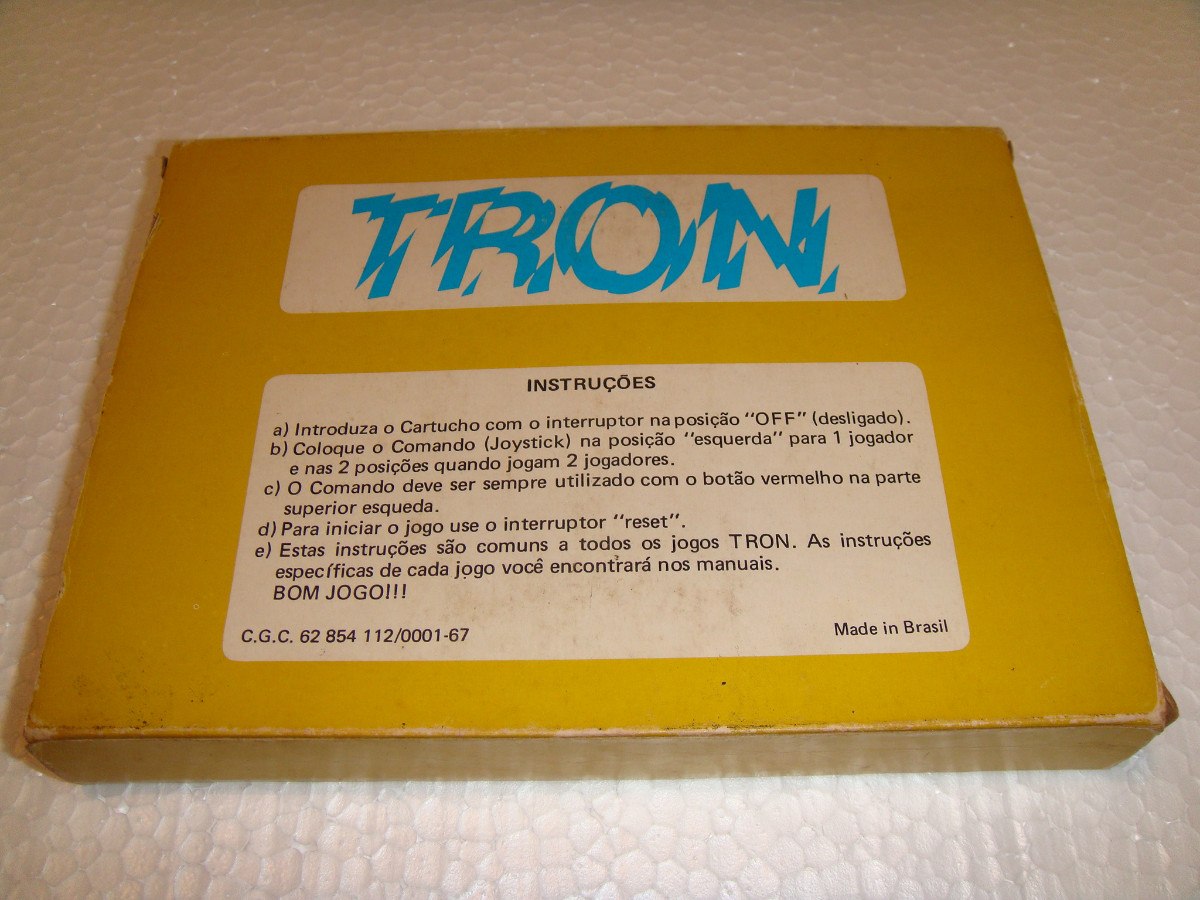 TRON
INSTRUÇÕES
a) Introduza o Cartucho com o interruptor na posição "OFF" (desligado).
b) Coloque o Comando (Joystick) na posição "esquerda" para 1 jogador
e nas 2 posições quando jogam 2 jogadores.
c) O Comando deve ser sempre utilizado com o botão vermelho na parte
superior esqueda.
d) Para iniciar o jogo use o interruptor "reset".
e) Estas instruções são comuns a todos os jogos TRON. As instruções
específicas de cada jogo você encontrará nos manuais.
BOM JOGO!!!
C.G.C. 62 854 112/0001-67
Made in Brasil